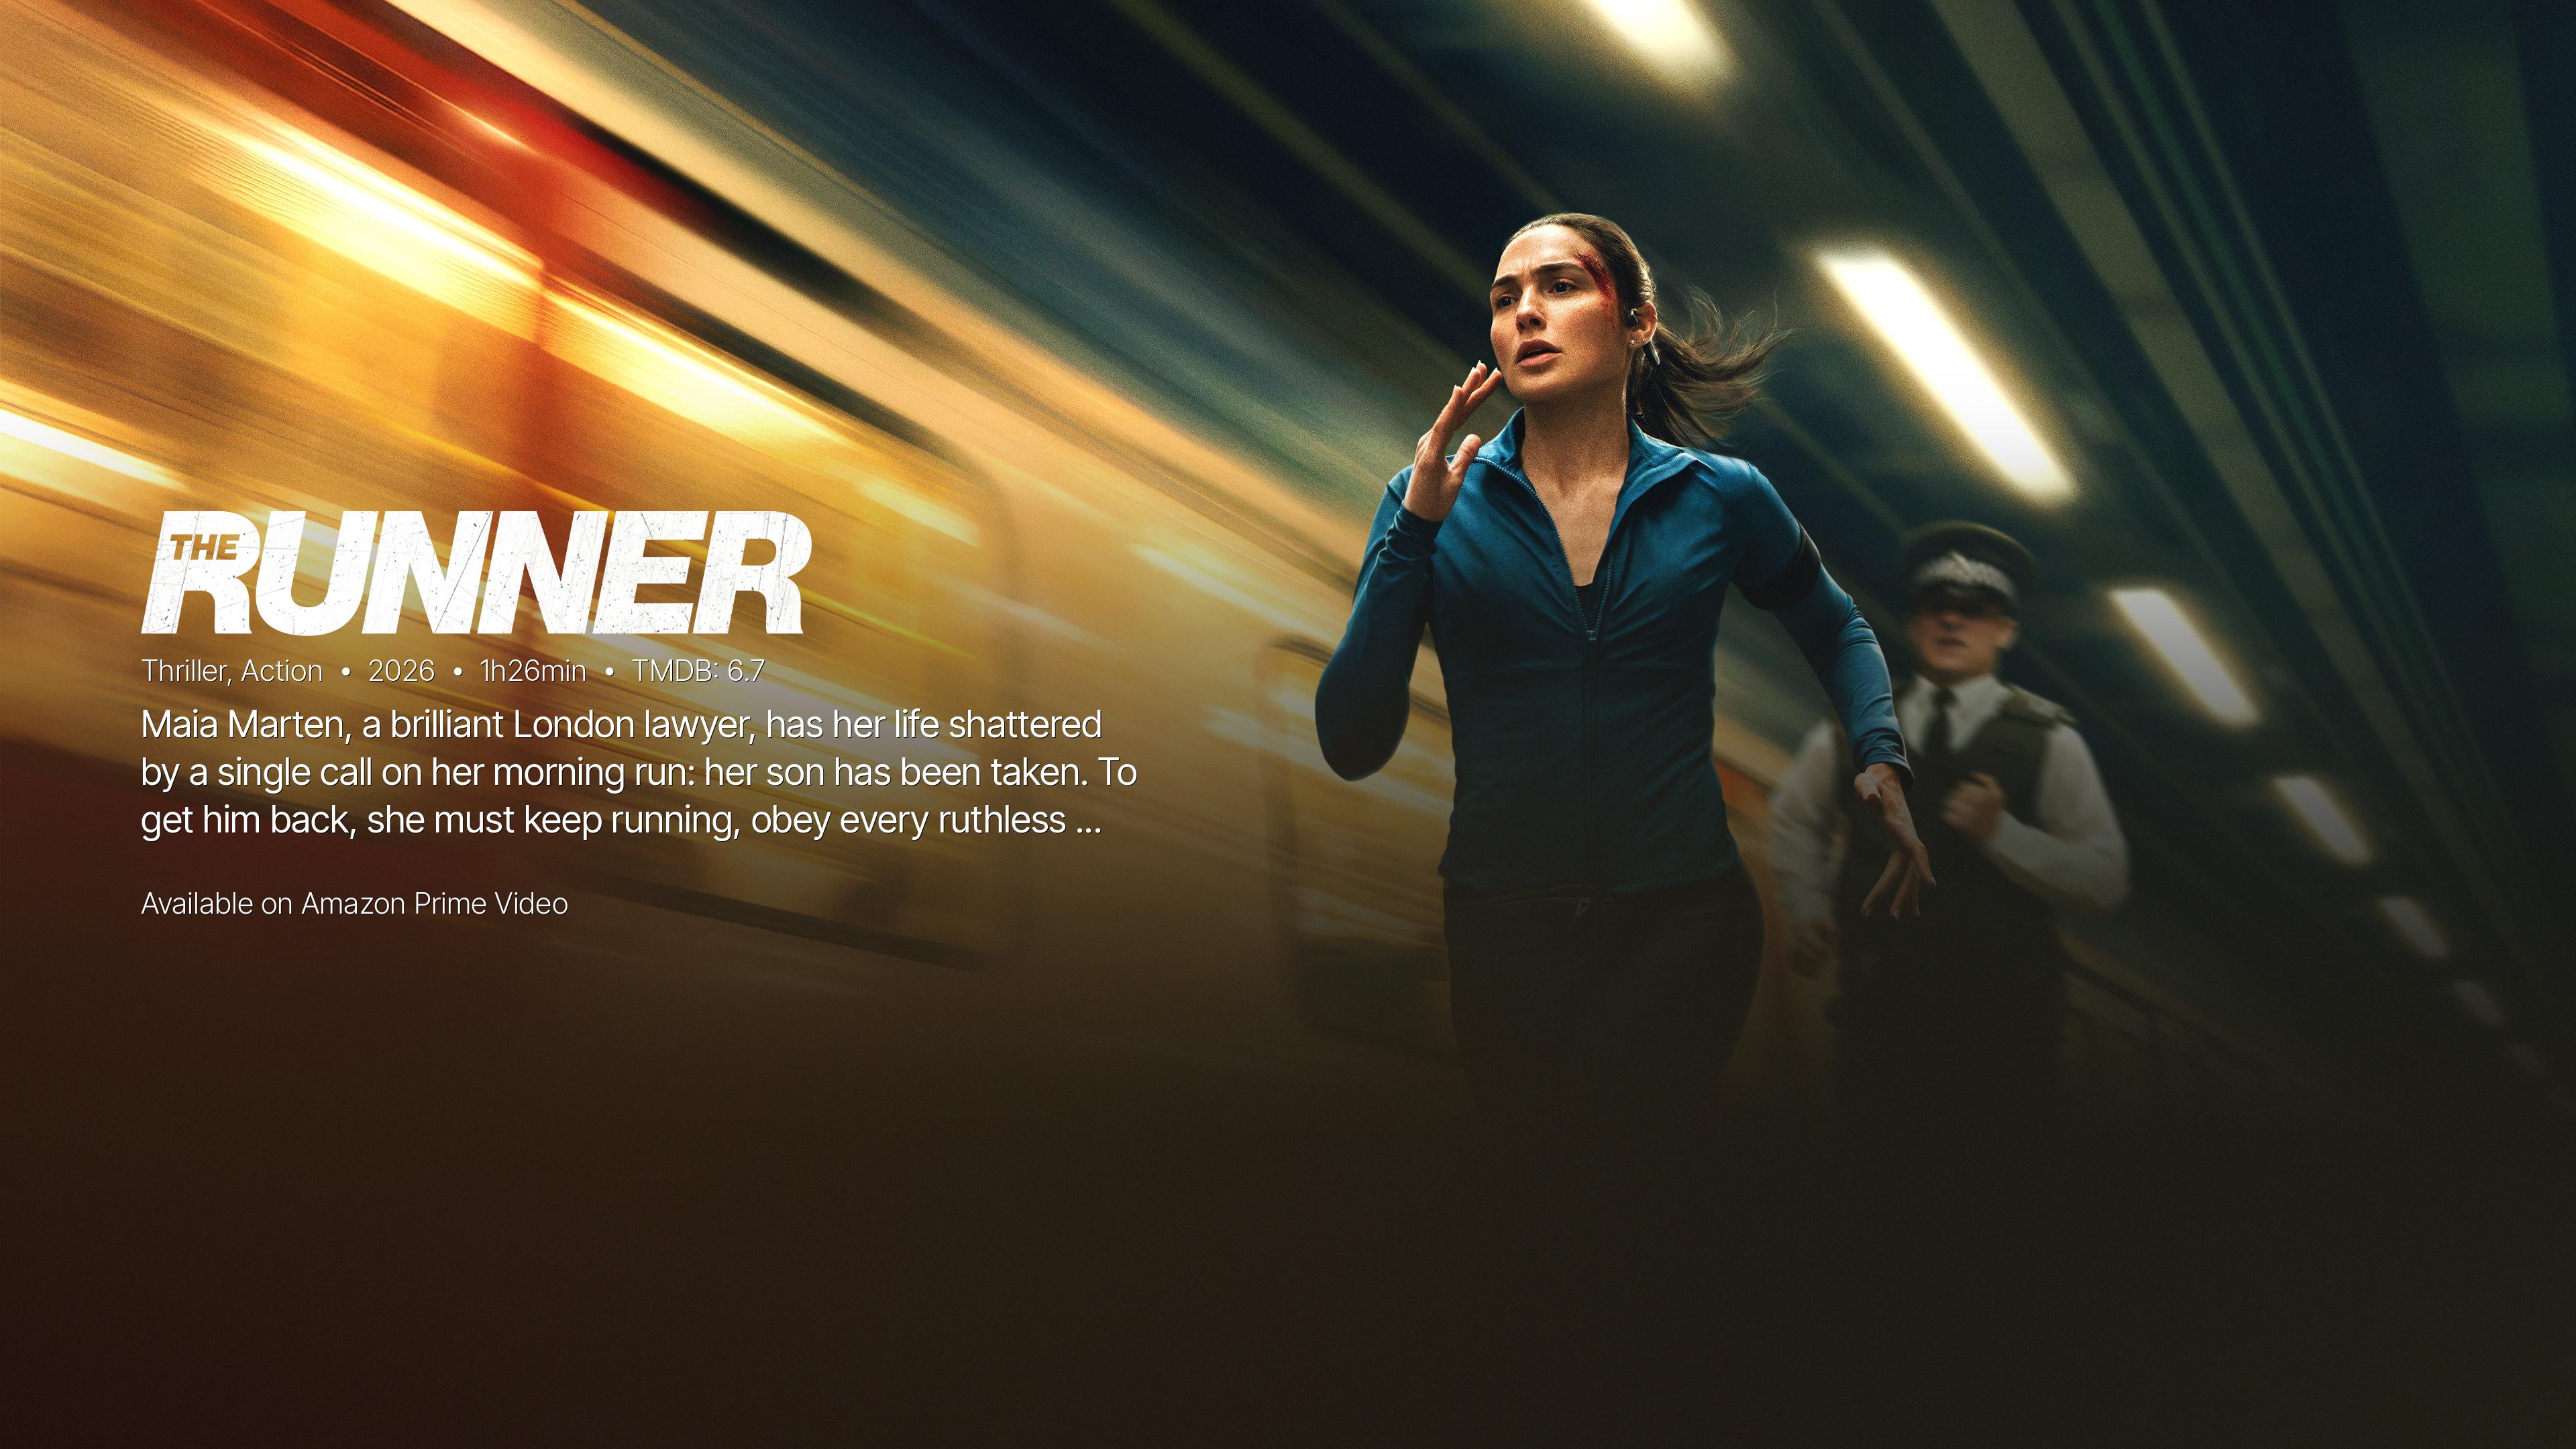 THE RUNNER
Thriller, Action • 2026 • 1h26min • TMDB: 6.7
Maia Marten, a brilliant London lawyer, has her life shattered
by a single call on her morning run: her son has been taken. To
get him back, she must keep running, obey every ruthless ...
Available on Amazon Prime Video